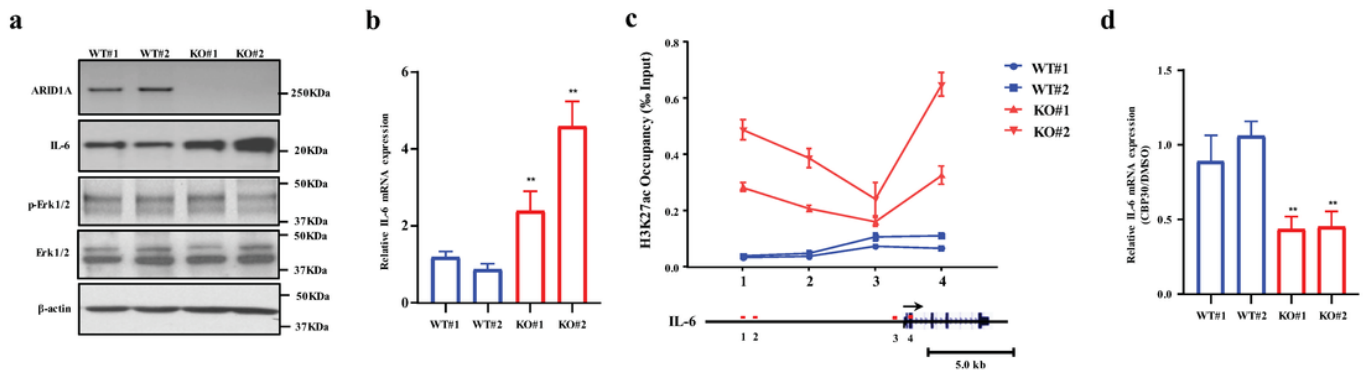 a
WT#1 WT#2 KO#1 KO#2
ARID1A
250KDa
IL-6
20KDa
50KDa
p-Erk1/2
37KDa
50KDa
Erk1/2
37KDa
50KDa
β-actin
37KDa
b
Relative IL-6 mRNA expression
6
4
2
0
**
**
WT#1 WT#2 KO#1 KO#2
c
H3K27ac Occupancy (‰ Input)
0.8
0.6
0.4
0.2
0.0
1 2 3 4
WT#1
WT#2
KO#1
KO#2
IL-6
1 2 3 4
5.0 kb
d
Relative IL-6 mRNA expression
(CBP30/DMSO)
1.5
1.0
0.5
0.0
** **
WT#1 WT#2 KO#1 KO#2